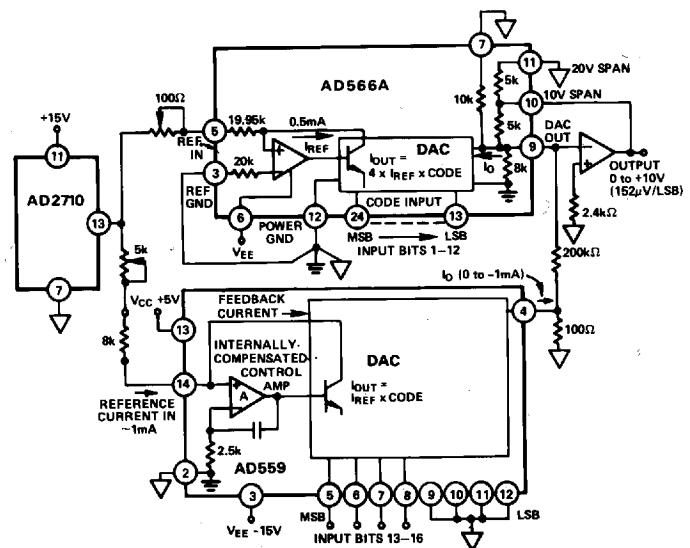 7
11
20V SPAN
AD566A
5k
100Ω
10k
10
10V SPAN
+15V
5
19.95k
0.5mA
5k
DAC
OUT
11
REF
IN
IREF
DAC
9
AD2710
3
20k
IOUT =
4 x IREF x CODE
IO
8k
OUTPUT
0 to +10V
(152µV/LSB)
13
REF
GND
6
POWER
GND
12
24
CODE INPUT
13
2.4kΩ
VEE
MSB
LSB
INPUT BITS 1–12
5k
200kΩ
7
VCC +5V
FEEDBACK
CURRENT
IO (0 to -1mA)
13
4
8k
INTERNALLY-
COMPENSATED
CONTROL
AMP
DAC
100Ω
14
IOUT =
IREF x CODE
REFERENCE
CURRENT IN
~1mA
A
2.5k
2
AD559
3
5
6
7
8
9
10
11
12
MSB
LSB
VEE -15V
INPUT BITS 13–16